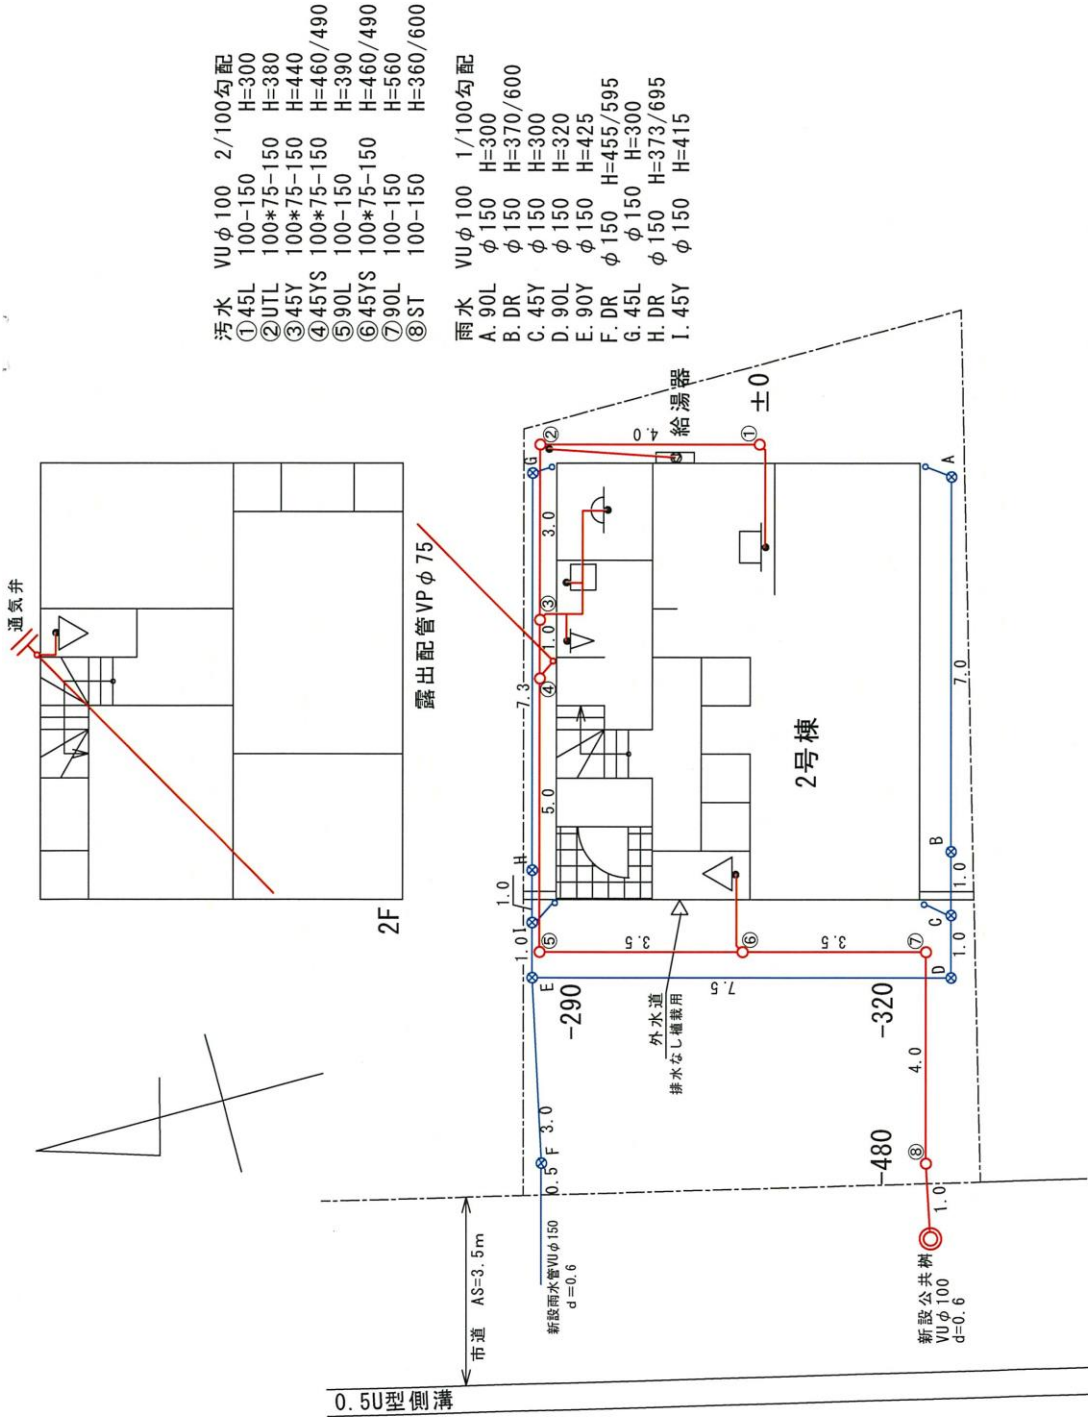 汚水 VUφ100 2/100勾配
①45L 100-150 H=300
②UTL 100*75-150 H=380
③45Y 100*75-150 H=440
④45YS 100*75-150 H=460/490
⑤90L 100-150 H=390
⑥45YS 100*75-150 H=460/490
⑦90L 100-150 H=560
⑧ST 100-150 H=360/600
雨水 VUφ100 1/100勾配
A.90L φ150 H=300
B.DR φ150 H=370/600
C.45Y φ150 H=300
D.90L φ150 H=320
E.90Y φ150 H=425
F.DR φ150 H=455/595
G.45L φ150 H=300
H.DR φ150 H=373/695
I.45Y φ150 H=415
通気弁
2F
露出配管VPφ75
給湯器
±0
①
②
③
④
⑤
⑥
⑦
⑧
4.0
3.0
1.0
7.3
5.0
1.0
1.0
3.5
3.5
7.5
7.0
1.0
1.0
4.0
1.0
3.0
0.5
A
B
C
D
E
F
G
H
I
2号棟
外水道
排水なし植栽用
-290
-320
-480
市道 AS=3.5m
新設雨水管VUφ150
d=0.6
新設公共桝
VUφ100
d=0.6
0.5U型側溝